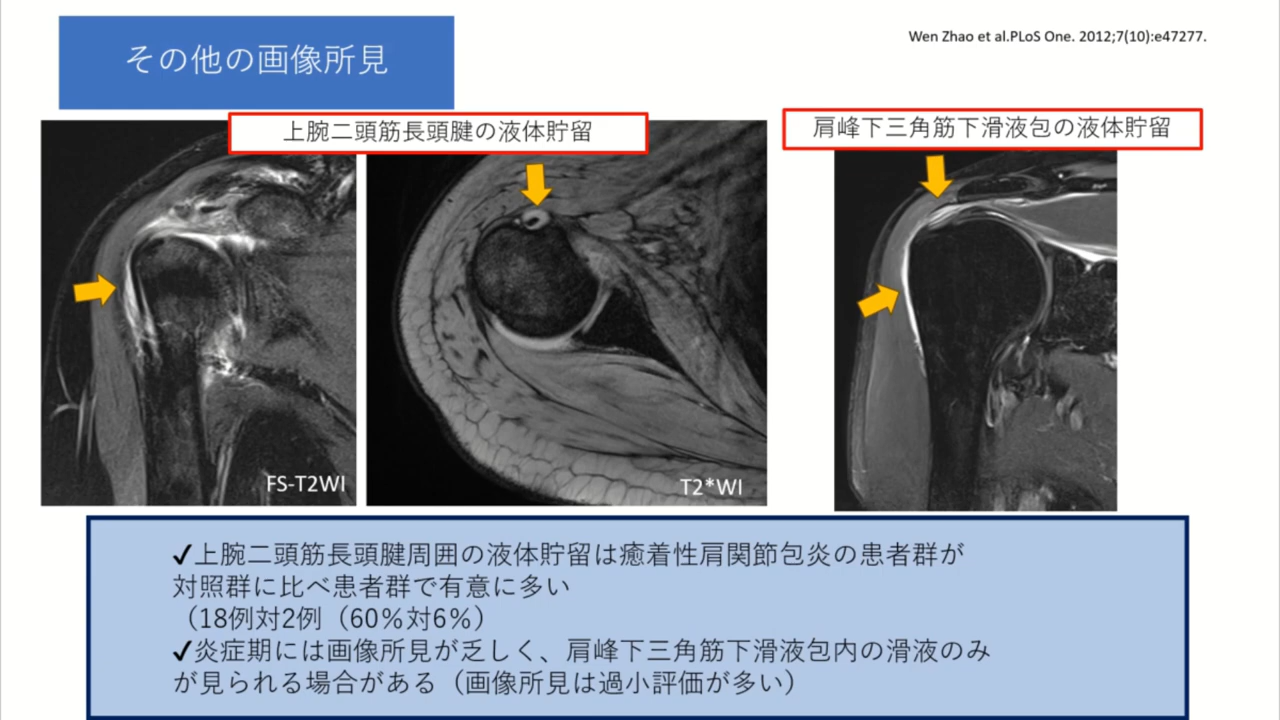 その他の画像所見
Wen Zhao et al.PLoS One. 2012;7(10):e47277.
上腕二頭筋長頭腱の液体貯留
肩峰下三角筋下滑液包の液体貯留
FS-T2WI
T2*WI
✓上腕二頭筋長頭腱周囲の液体貯留は癒着性肩関節包炎の患者群が
対照群に比べ患者群で有意に多い
（18例対2例（60％対6％）
✓炎症期には画像所見が乏しく、肩峰下三角筋下滑液包内の滑液のみ
が見られる場合がある（画像所見は過小評価が多い）